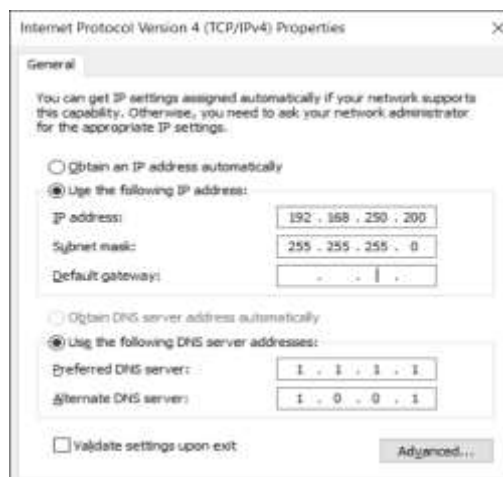 Internet Protocol Version 4 (TCP/IPv4) Properties
General
You can get IP settings assigned automatically if your network supports
this capability. Otherwise, you need to ask your network administrator
for the appropriate IP settings.
Obtain an IP address automatically
Use the following IP address:
IP address: 192 . 168 . 250 . 200
Subnet mask: 255 . 255 . 255 . 0
Default gateway: . . .
Obtain DNS server address automatically
Use the following DNS server addresses:
Preferred DNS server: 1 . 1 . 1 . 1
Alternate DNS server: 1 . 0 . 0 . 1
Validate settings upon exit
Advanced...